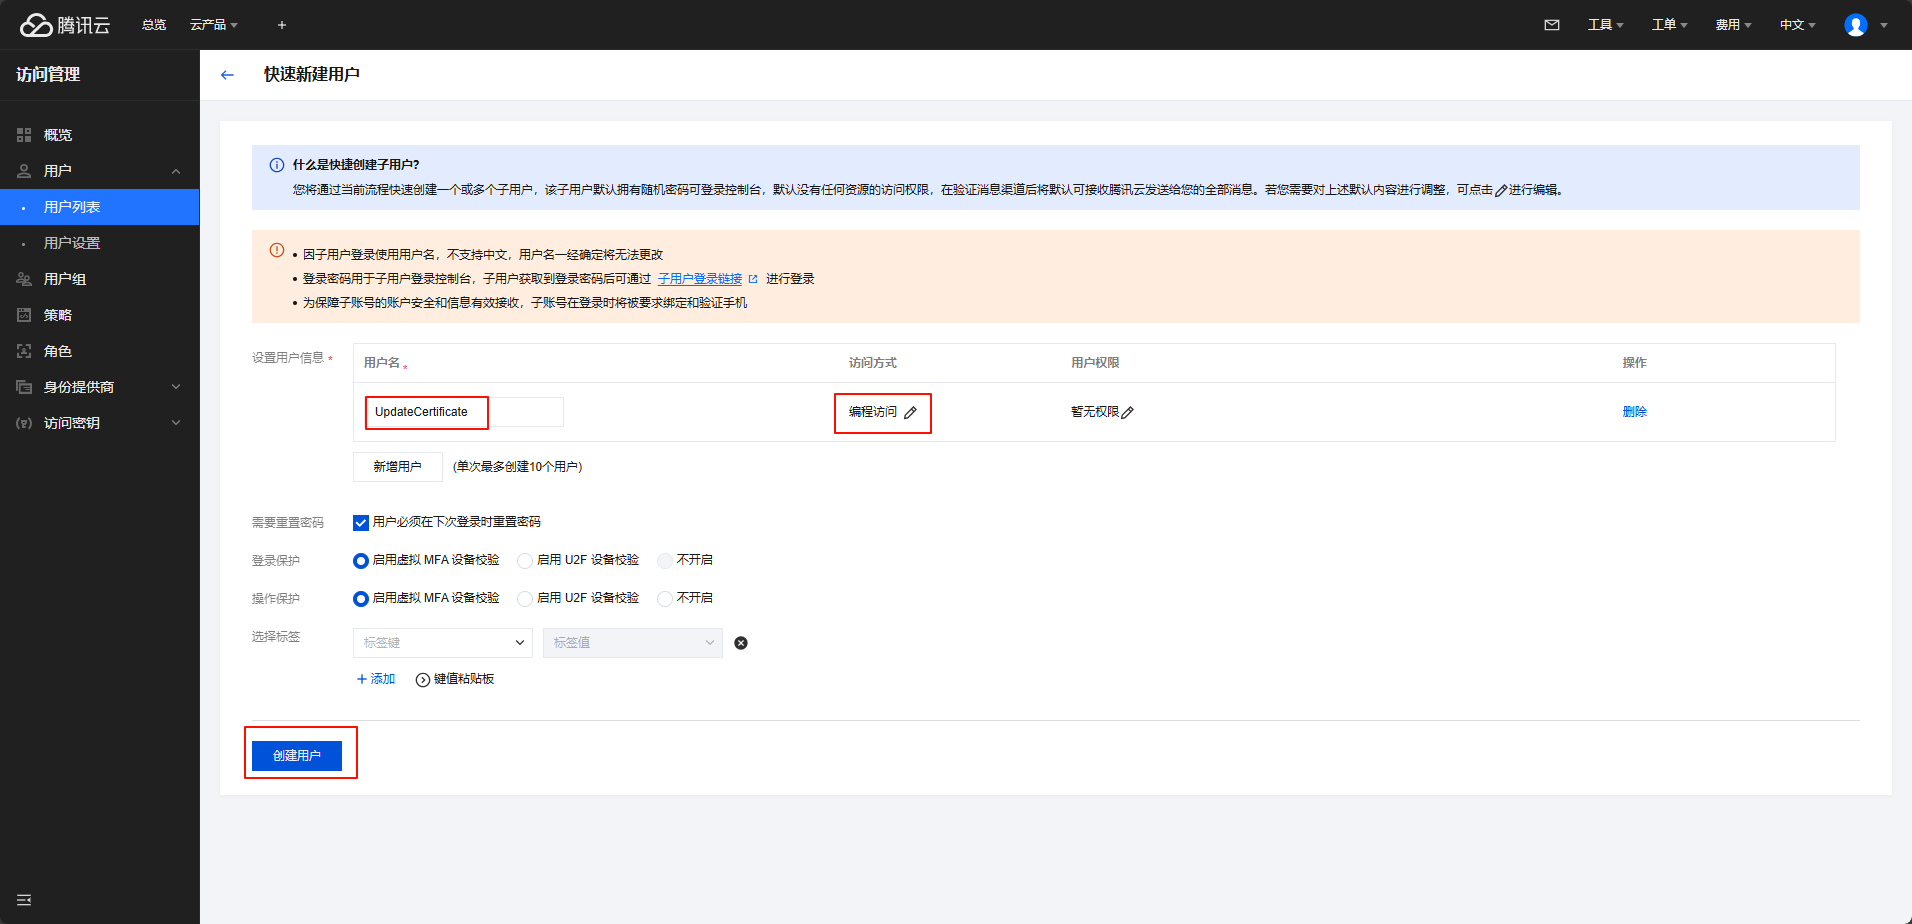 腾讯云
总览
云产品
+
工具
工单
费用
中文
访问管理
概览
用户
用户列表
用户设置
用户组
策略
角色
身份提供商
访问密钥
快速新建用户
什么是快捷创建子用户?
您将通过当前流程快速创建一个或多个子用户，该子用户默认拥有随机密码可登录控制台，默认没有任何资源的访问权限，在验证消息渠道后将默认可接收腾讯云发送给您的全部消息。若您需要对上述默认内容进行调整，可点击进行编辑。
• 因子用户登录使用用户名，不支持中文，用户名一经确定将无法更改
• 登录密码用于子用户登录控制台，子用户获取到登录密码后可通过 子用户登录链接 进行登录
• 为保障子账号的账户安全和信息有效接收，子账号在登录时将被要求绑定和验证手机
设置用户信息 *
用户名 *
访问方式
用户权限
操作
UpdateCertificate
编程访问
暂无权限
删除
新增用户
(单次最多创建10个用户)
需要重置密码
用户必须在下次登录时重置密码
登录保护
启用虚拟 MFA 设备校验
启用 U2F 设备校验
不开启
操作保护
启用虚拟 MFA 设备校验
启用 U2F 设备校验
不开启
选择标签
标签键
标签值
+ 添加
键值粘贴板
创建用户